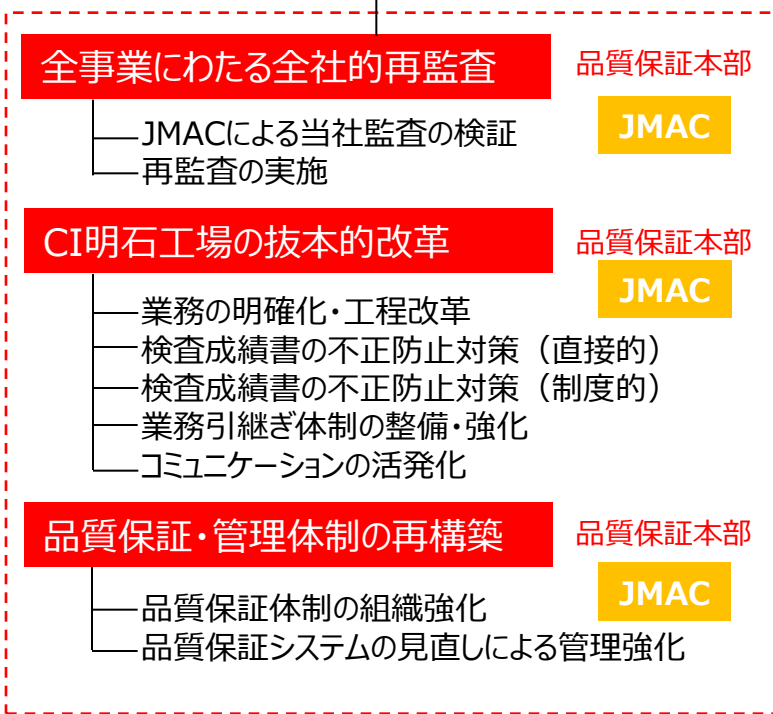 全事業にわたる全社的再監査
品質保証本部
JMAC
JMACによる当社監査の検証
再監査の実施
CI明石工場の抜本的改革
品質保証本部
JMAC
業務の明確化・工程改革
検査成績書の不正防止対策（直接的）
検査成績書の不正防止対策（制度的）
業務引継ぎ体制の整備・強化
コミュニケーションの活発化
品質保証・管理体制の再構築
品質保証本部
JMAC
品質保証体制の組織強化
品質保証システムの見直しによる管理強化